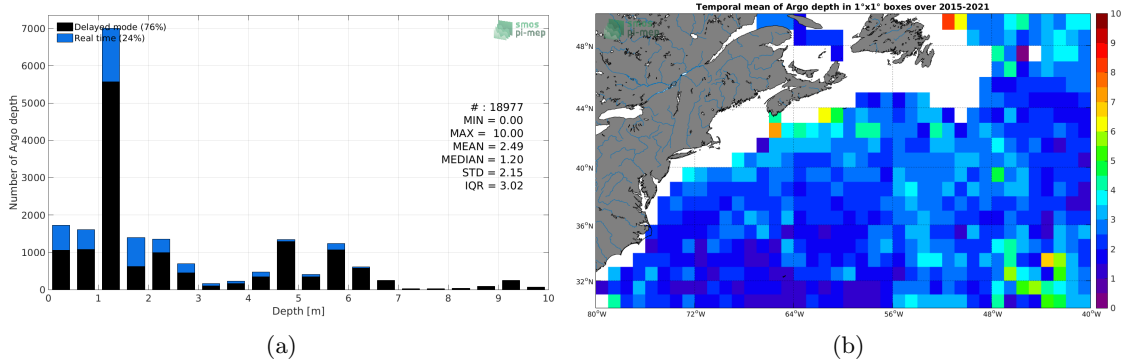 Delayed mode (76%)
Real time (24%)
smos
pi-mep
7000
6000
5000
4000
3000
2000
1000
0
Number of Argo depth
# : 18977
MIN = 0.00
MAX = 10.00
MEAN = 2.49
MEDIAN = 1.20
STD = 2.15
IQR = 3.02
0 1 2 3 4 5 6 7 8 9 10
Depth [m]
(a)
Temporal mean of Argo depth in 1°x1° boxes over 2015-2021
smos
pi-mep
48°N
44°N
40°N
36°N
32°N
80°W 72°W 64°W 56°W 48°W 40°W
10
9
8
7
6
5
4
3
2
1
0
(b)